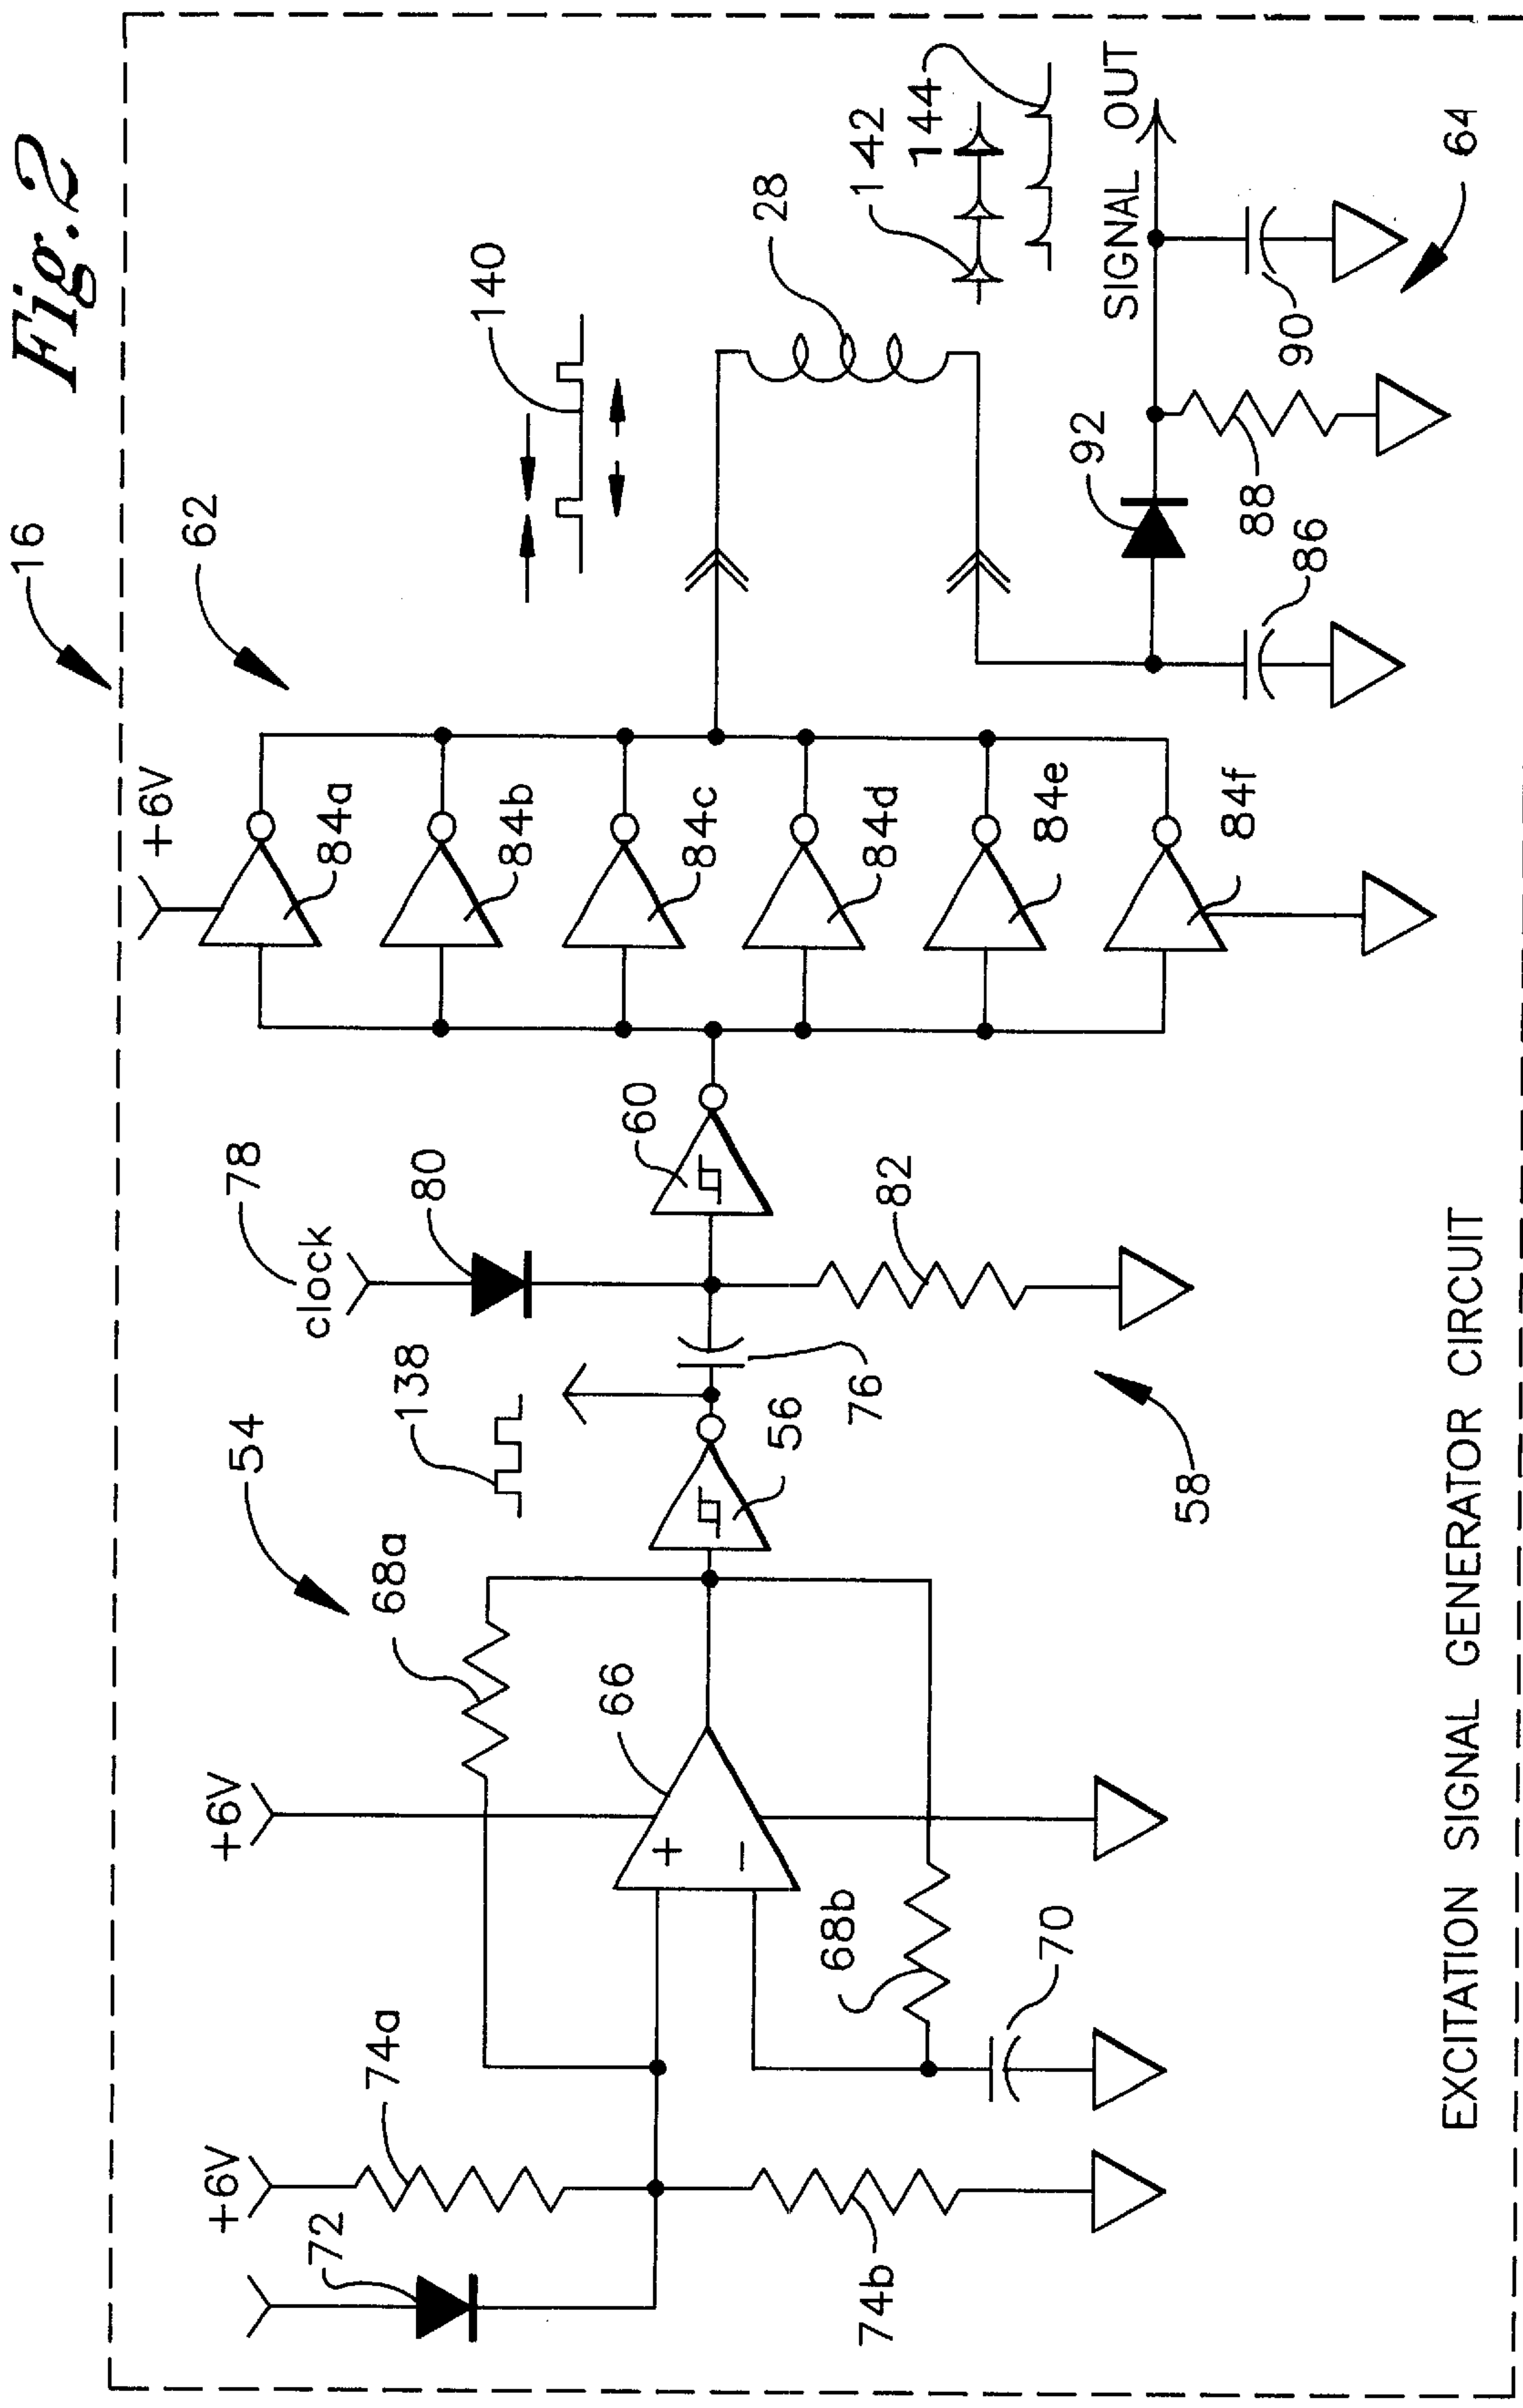 Fig. 2
16
62
+6V
140
28
142
144
SIGNAL OUT
92
88
86
90
64
84a
84b
84c
84d
84e
84f
60
78
clock
80
82
138
76
56
58
54
68a
66
+6V
68b
70
74a
+6V
72
74b
EXCITATION SIGNAL GENERATOR CIRCUIT
+
−